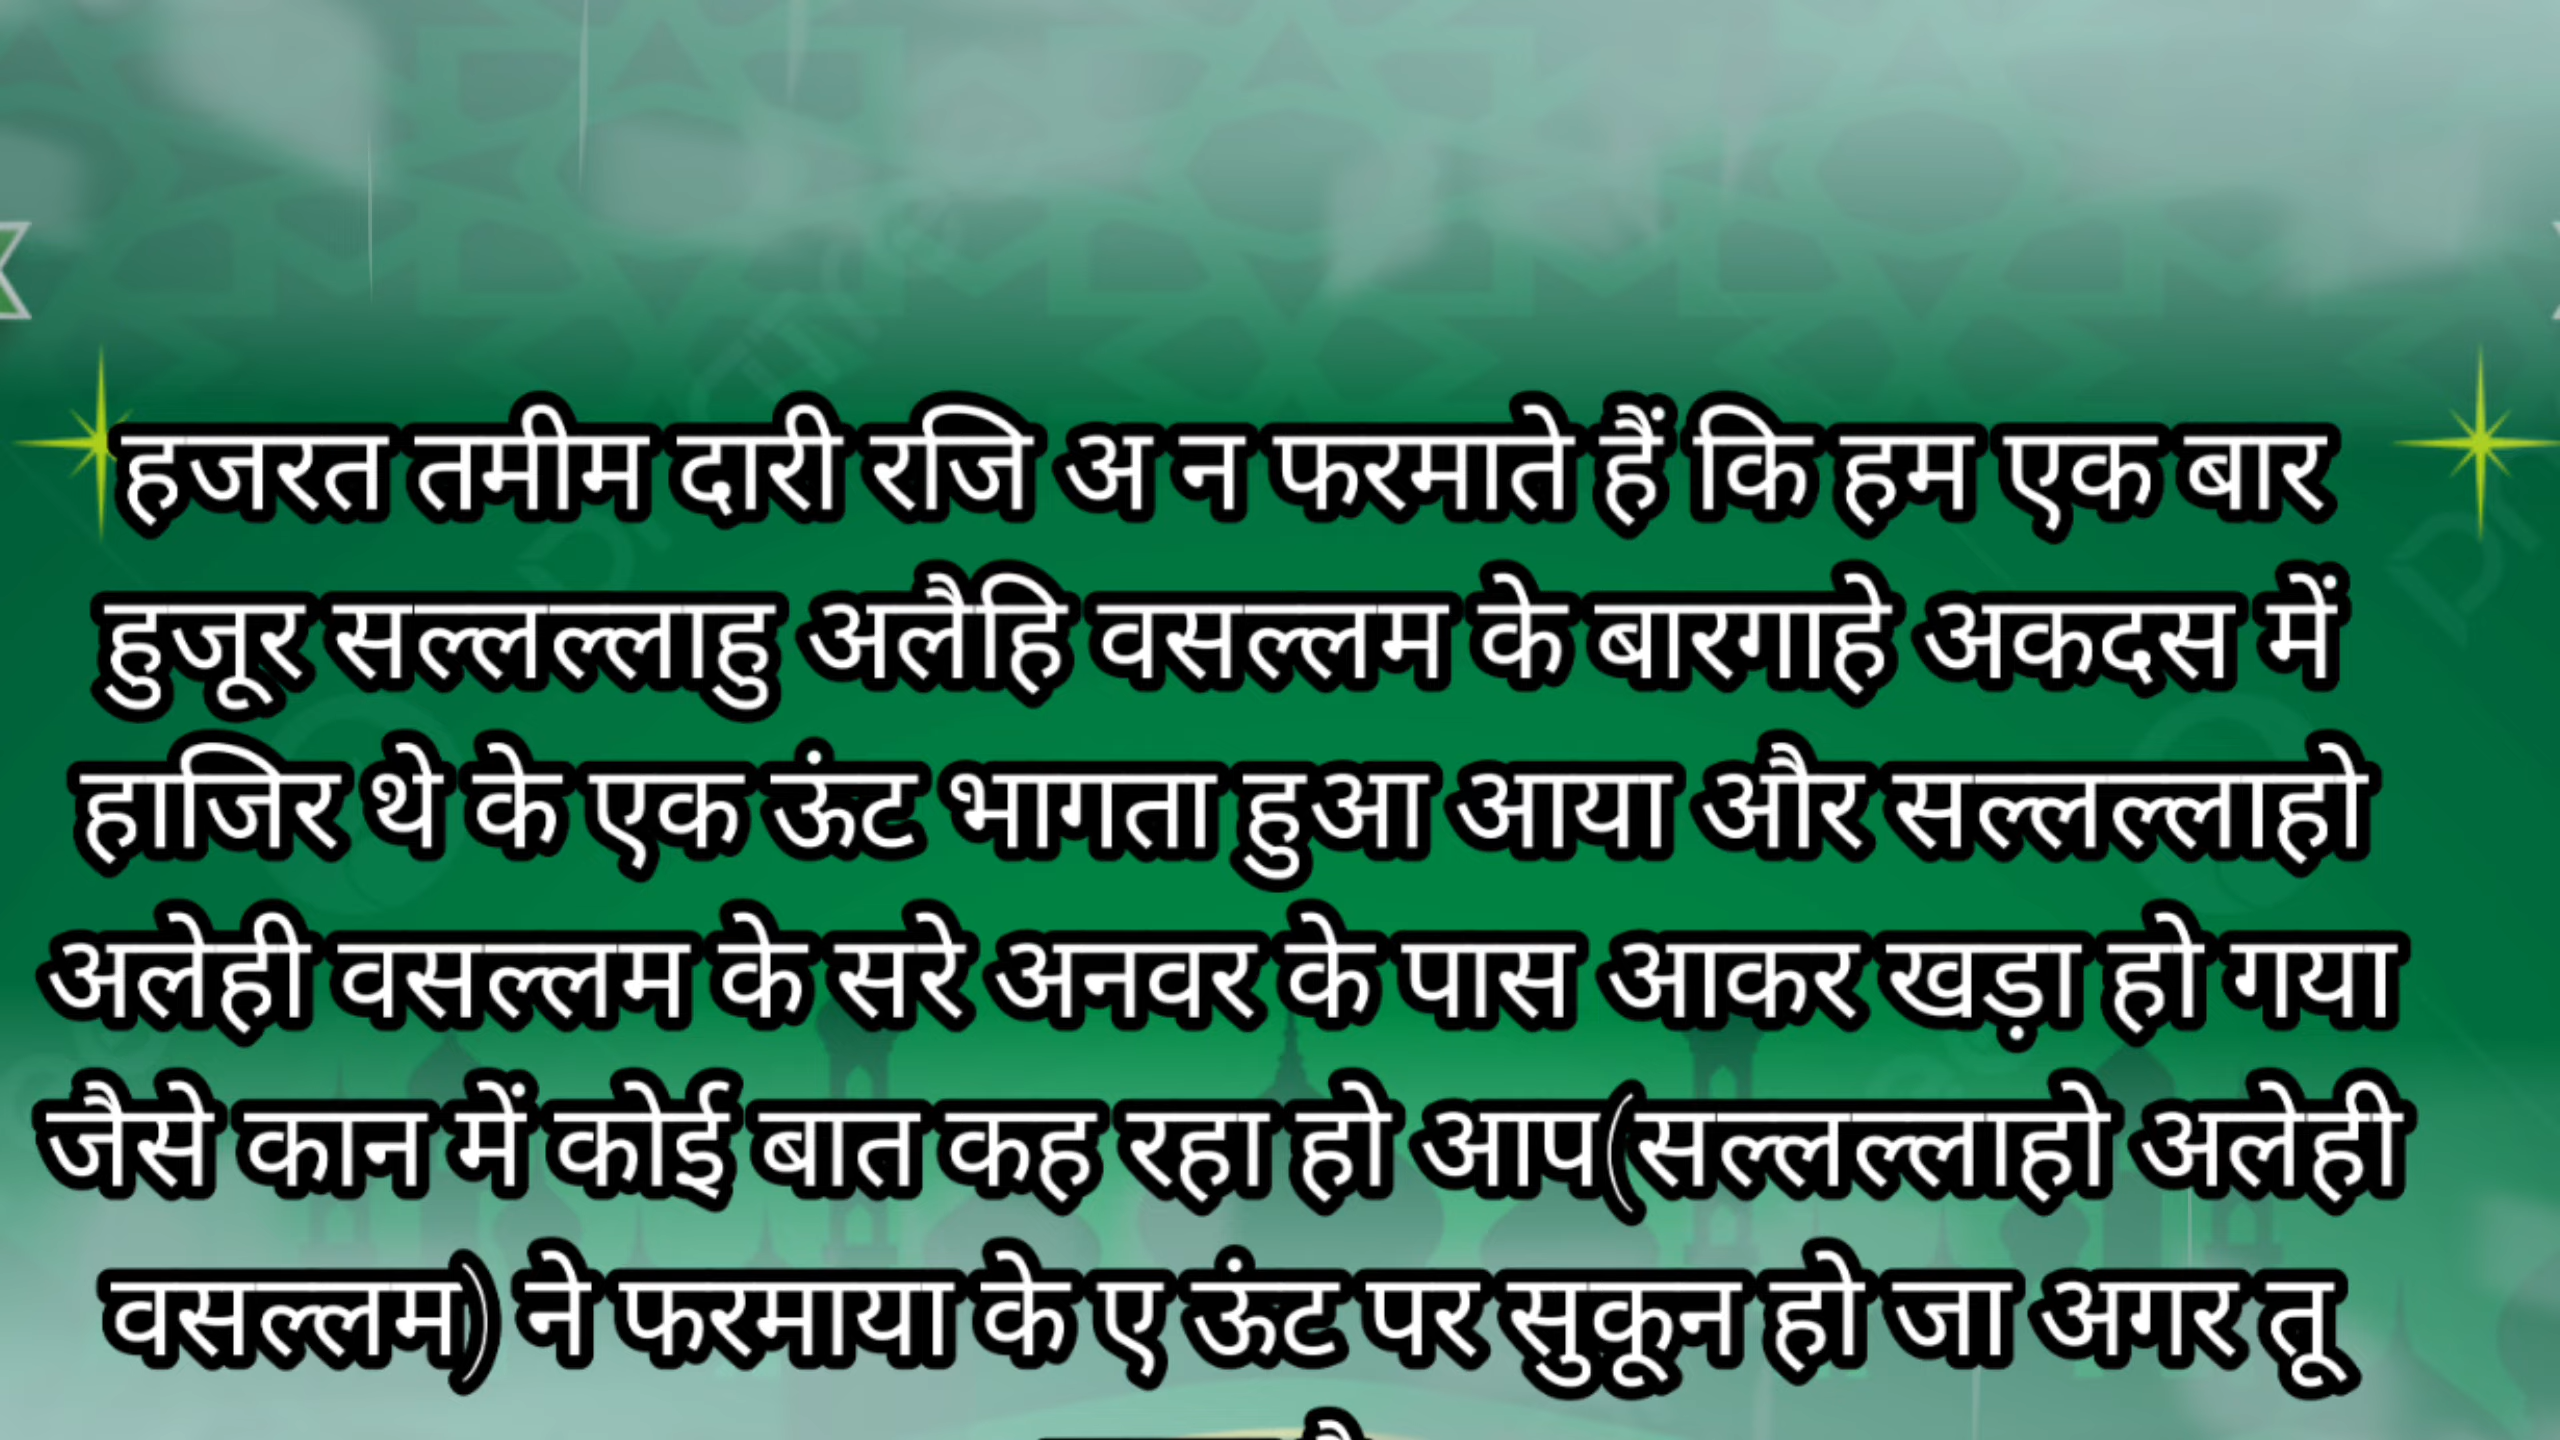 हजरत तमीम दारी रजि अ न फरमाते हैं कि हम एक बार
हुजूर सल्लल्लाहु अलैहि वसल्लम के बारगाहे अकदस में
हाजिर थे के एक ऊंट भागता हुआ आया और सल्लल्लाहो
अलेही वसल्लम के सरे अनवर के पास आकर खड़ा हो गया
जैसे कान में कोई बात कह रहा हो आप(सल्लल्लाहो अलेही
वसल्लम) ने फरमाया के ए ऊंट पर सुकून हो जा अगर तू